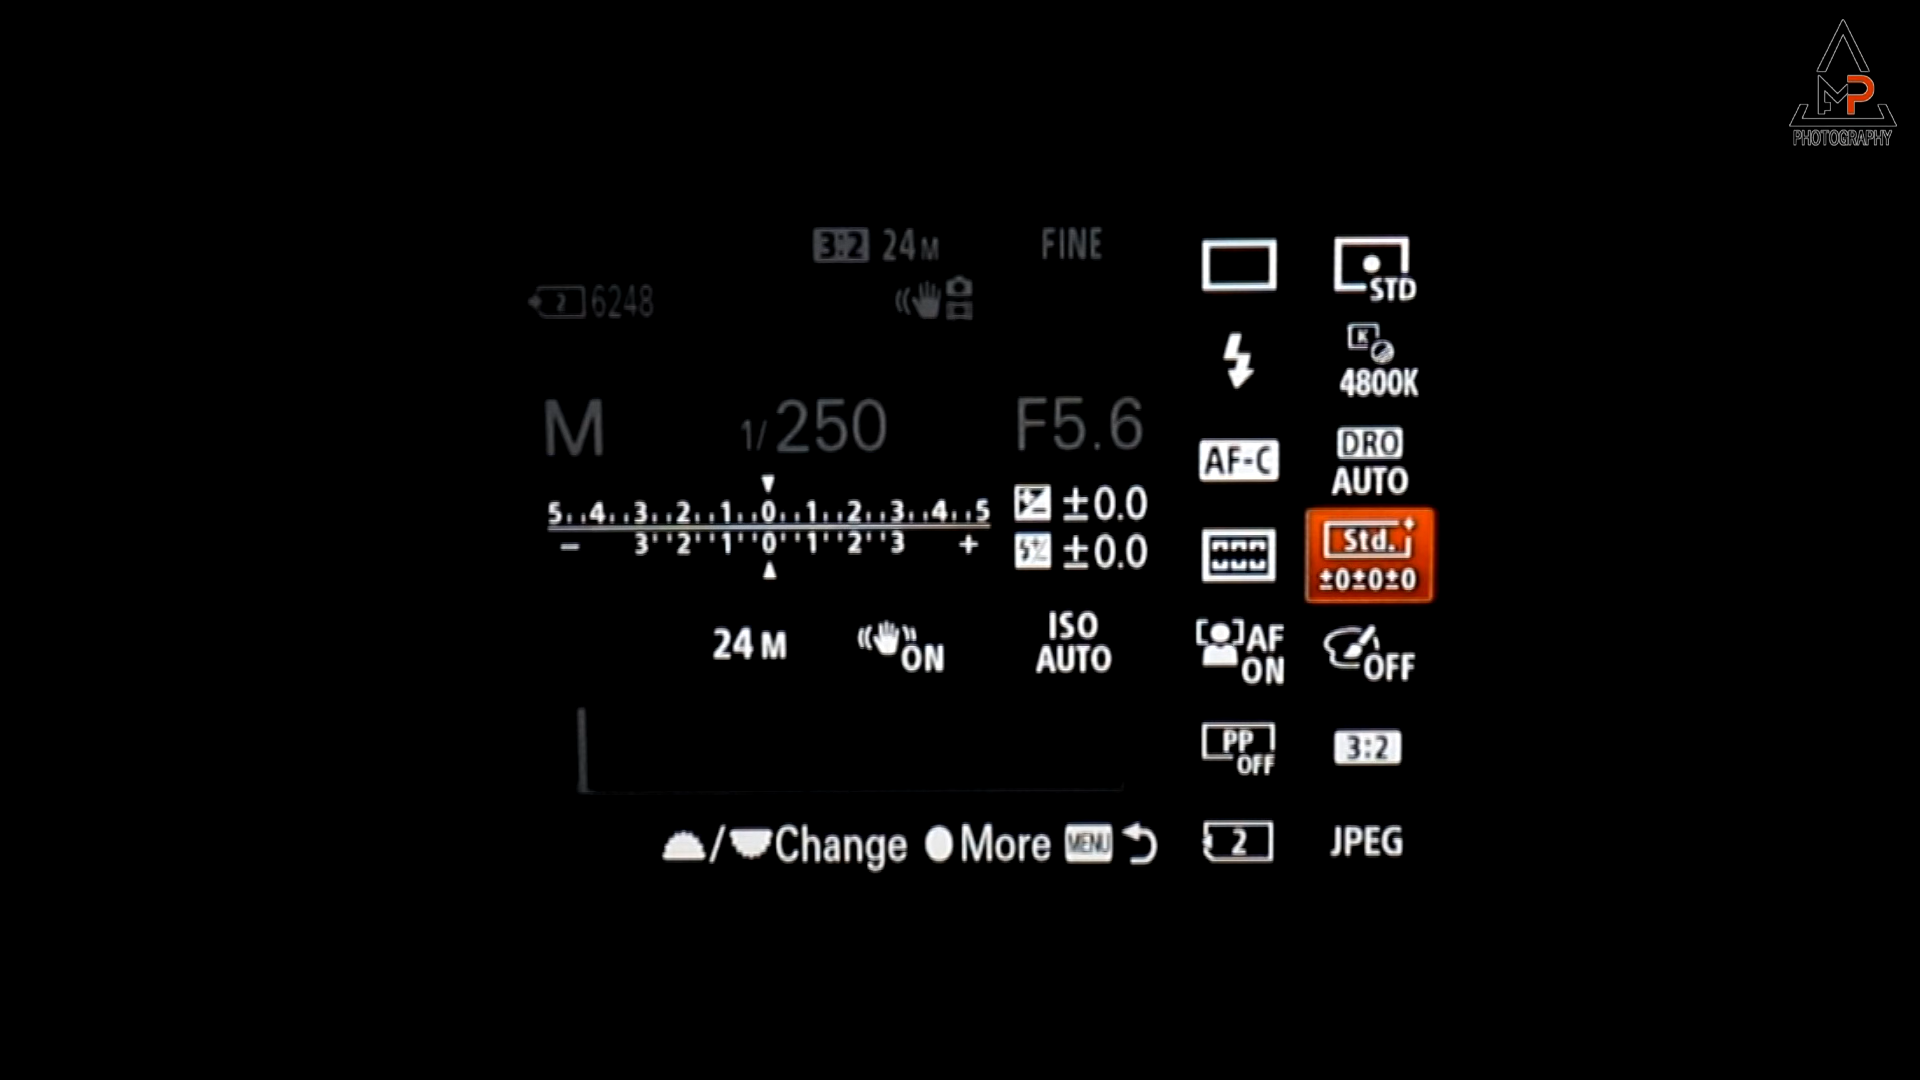 AMP
PHOTOGRAPHY
3:2 24M FINE
2 6248
M 1/250 F5.6
5 4 3 2 1 0 1 2 3 4 5
− 3 2 1 0 1 2 3 +
±0.0
±0.0
24M ON ISO AUTO
STD
K
4800K
AF-C
DRO
AUTO
Std.
±0±0±0
AF
ON
OFF
PP
OFF
3:2
/ Change More MENU
2
JPEG